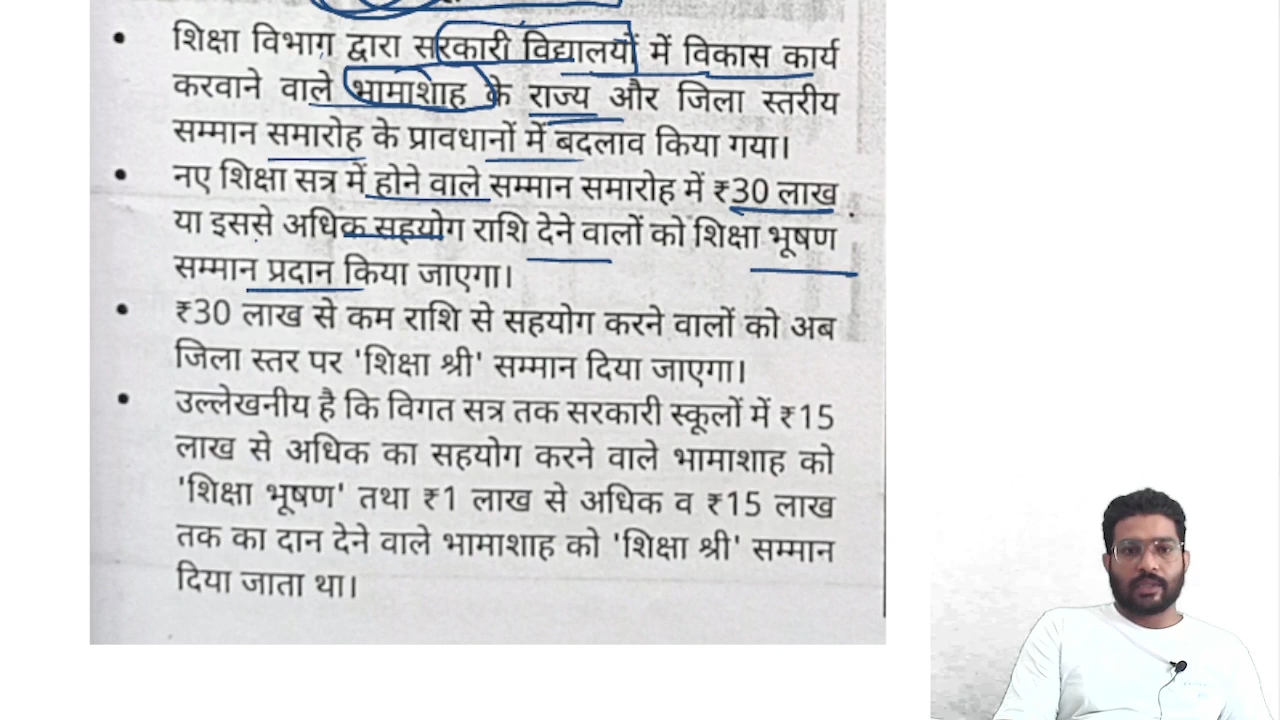 • शिक्षा विभाग द्वारा सरकारी विद्यालयों में विकास कार्य
करवाने वाले भामाशाह के राज्य और जिला स्तरीय
सम्मान समारोह के प्रावधानों में बदलाव किया गया।
• नए शिक्षा सत्र में होने वाले सम्मान समारोह में ₹30 लाख
या इससे अधिक सहयोग राशि देने वालों को शिक्षा भूषण
सम्मान प्रदान किया जाएगा।
• ₹30 लाख से कम राशि से सहयोग करने वालों को अब
जिला स्तर पर 'शिक्षा श्री' सम्मान दिया जाएगा।
• उल्लेखनीय है कि विगत सत्र तक सरकारी स्कूलों में ₹15
लाख से अधिक का सहयोग करने वाले भामाशाह को
'शिक्षा भूषण' तथा ₹1 लाख से अधिक व ₹15 लाख
तक का दान देने वाले भामाशाह को 'शिक्षा श्री' सम्मान
दिया जाता था।